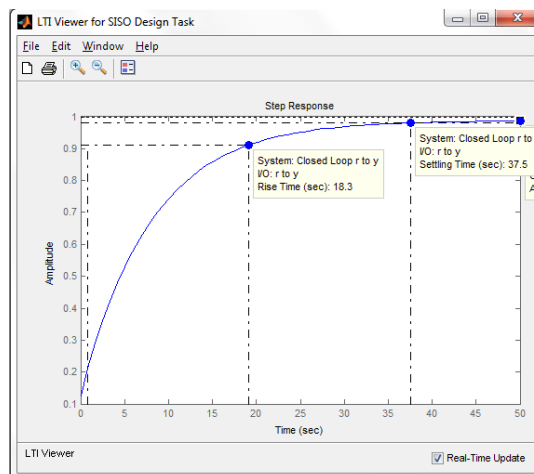 LTI Viewer for SISO Design Task
File Edit Window Help
Step Response
1
0.9
0.8
0.7
0.6
0.5
0.4
0.3
0.2
0.1
Amplitude
System: Closed Loop r to y
I/O: r to y
Rise Time (sec): 18.3
System: Closed Loop r to
I/O: r to y
Settling Time (sec): 37.5
0 5 10 15 20 25 30 35 40 45 50
Time (sec)
LTI Viewer
Real-Time Update